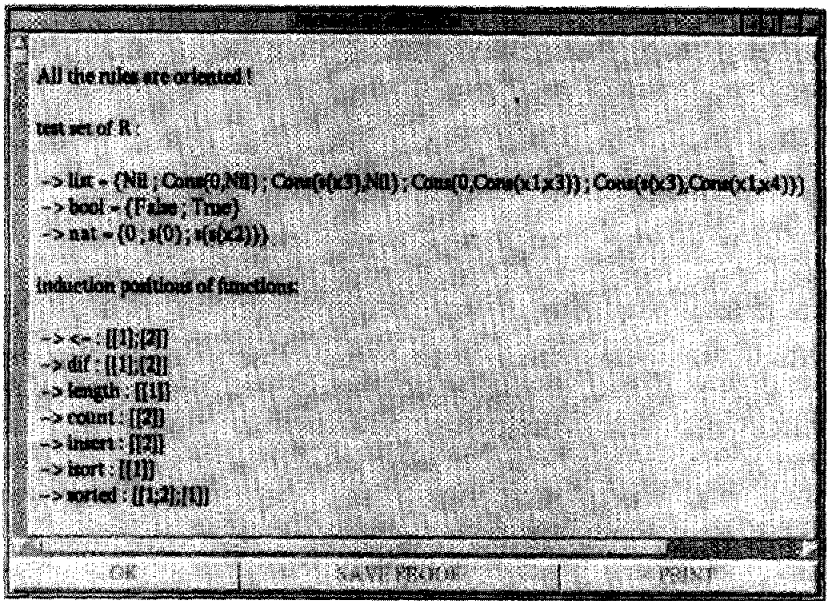 All the rules are oriented !
test set of R :
-> list = {Nil ; Cons(0,Nil) ; Cons(s(x3),Nil) ; Cons(0,Cons(x1,x3)) ; Cons(s(x3),Cons(x1,x4))}
-> bool = {False ; True}
-> nat = {0 ; s(0) ; s(s(x2))}
induction positions of functions:
-> <= : [[1];[2]]
-> dif : [[1];[2]]
-> length : [[1]]
-> count : [[2]]
-> insert : [[2]]
-> isort : [[1]]
-> sorted : [[1;2];[1]]
OK SAVE PROOF PRINT